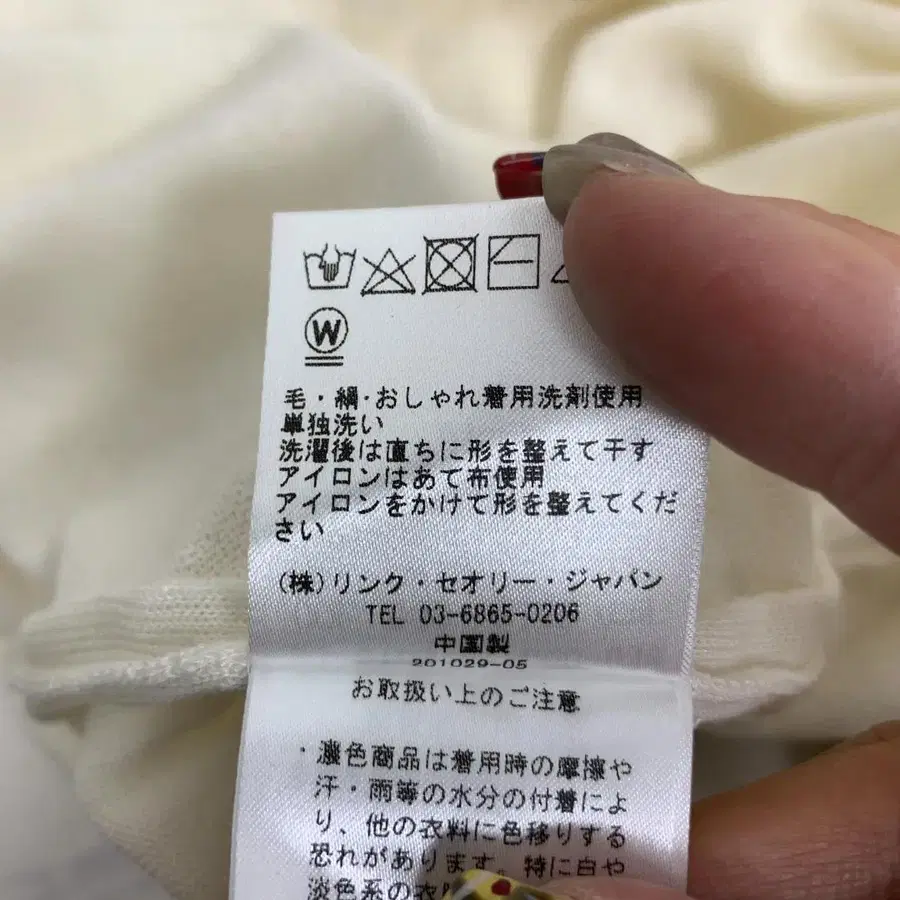 W
毛・絹・おしゃれ着用洗剤使用
単独洗い
洗濯後は直ちに形を整えて干す
アイロンはあて布使用
アイロンをかけて形を整えてくだ
さい
(株)リンク・セオリー・ジャパン
TEL 03-6865-0206
中国製
201029-05
お取扱い上のご注意
・濃色商品は着用時の摩擦や
汗・雨等の水分の付着によ
り、他の衣料に色移りする
恐れがあります。特に白や
淡色系の衣